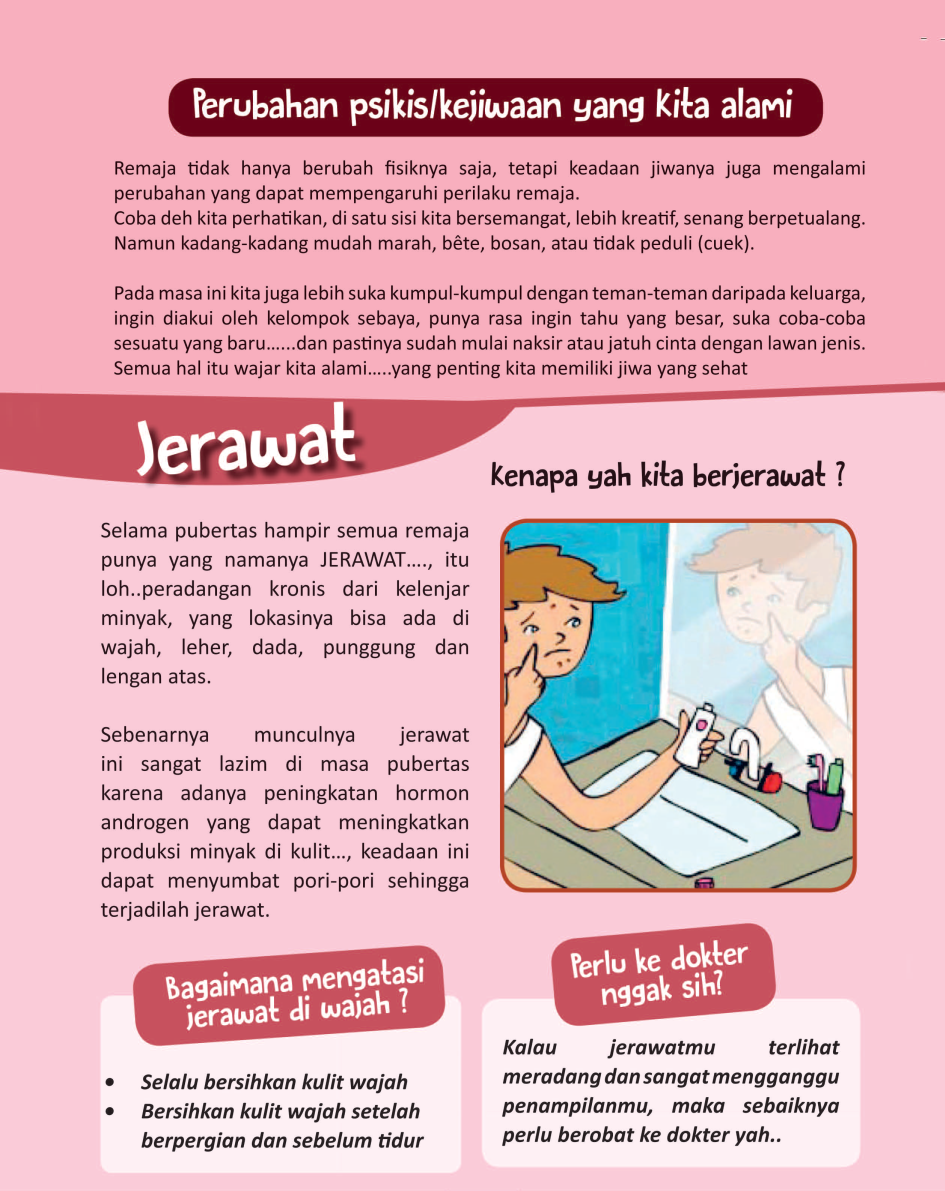 Perubahan psikis/kejiwaan yang kita alami
Remaja tidak hanya berubah fisiknya saja, tetapi keadaan jiwanya juga mengalami
perubahan yang dapat mempengaruhi perilaku remaja.
Coba deh kita perhatikan, di satu sisi kita bersemangat, lebih kreatif, senang berpetualang.
Namun kadang-kadang mudah marah, bête, bosan, atau tidak peduli (cuek).
Pada masa ini kita juga lebih suka kumpul-kumpul dengan teman-teman daripada keluarga,
ingin diakui oleh kelompok sebaya, punya rasa ingin tahu yang besar, suka coba-coba
sesuatu yang baru…...dan pastinya sudah mulai naksir atau jatuh cinta dengan lawan jenis.
Semua hal itu wajar kita alami…..yang penting kita memiliki jiwa yang sehat
Jerawat
Kenapa yah kita berjerawat ?
Selama pubertas hampir semua remaja
punya yang namanya JERAWAT…., itu
loh..peradangan kronis dari kelenjar
minyak, yang lokasinya bisa ada di
wajah, leher, dada, punggung dan
lengan atas.
Sebenarnya munculnya jerawat
ini sangat lazim di masa pubertas
karena adanya peningkatan hormon
androgen yang dapat meningkatkan
produksi minyak di kulit…, keadaan ini
dapat menyumbat pori-pori sehingga
terjadilah jerawat.
Bagaimana mengatasi
jerawat di wajah ?
• Selalu bersihkan kulit wajah
• Bersihkan kulit wajah setelah
berpergian dan sebelum tidur
Perlu ke dokter
nggak sih?
Kalau jerawatmu terlihat
meradang dan sangat mengganggu
penampilanmu, maka sebaiknya
perlu berobat ke dokter yah..